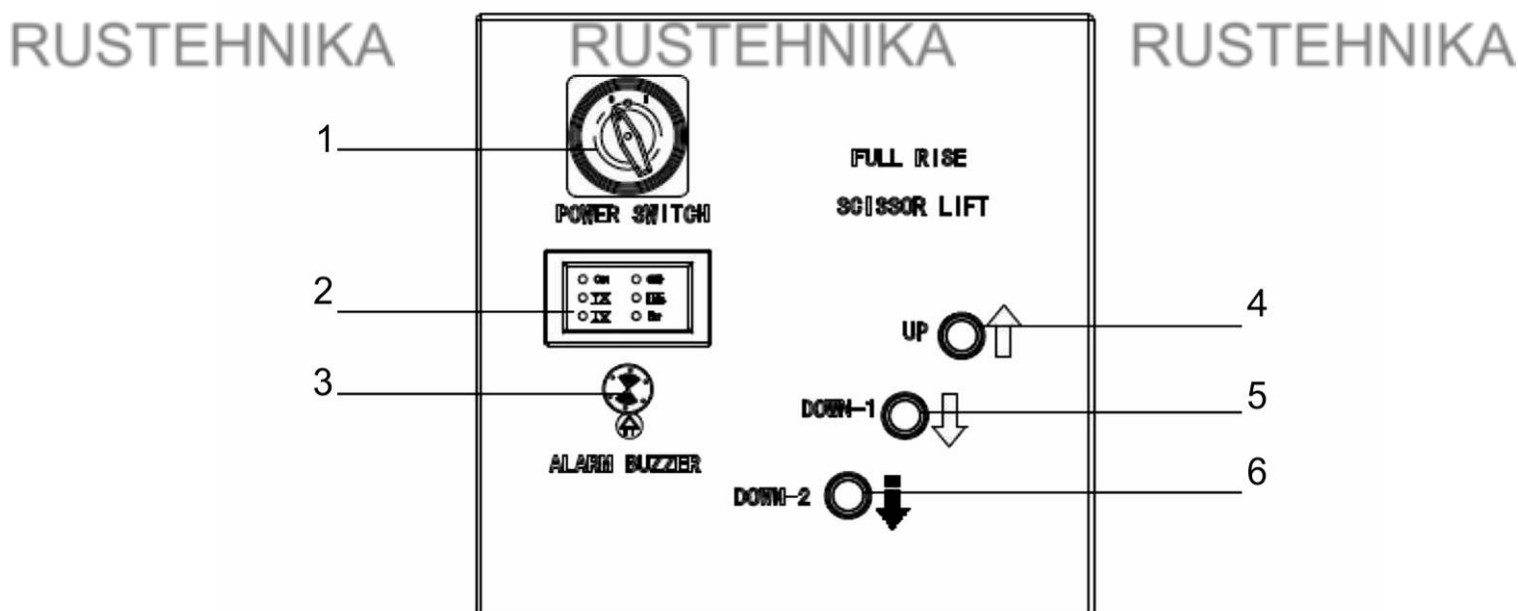 RUSTEHNIKA RUSTEHNIKA RUSTEHNIKA
0
1
FULL RISE
POWER SWITCH
SCISSOR LIFT
2
4
UP
3
5
DOWN-1
ALARM BUZZER
6
DOWN-2